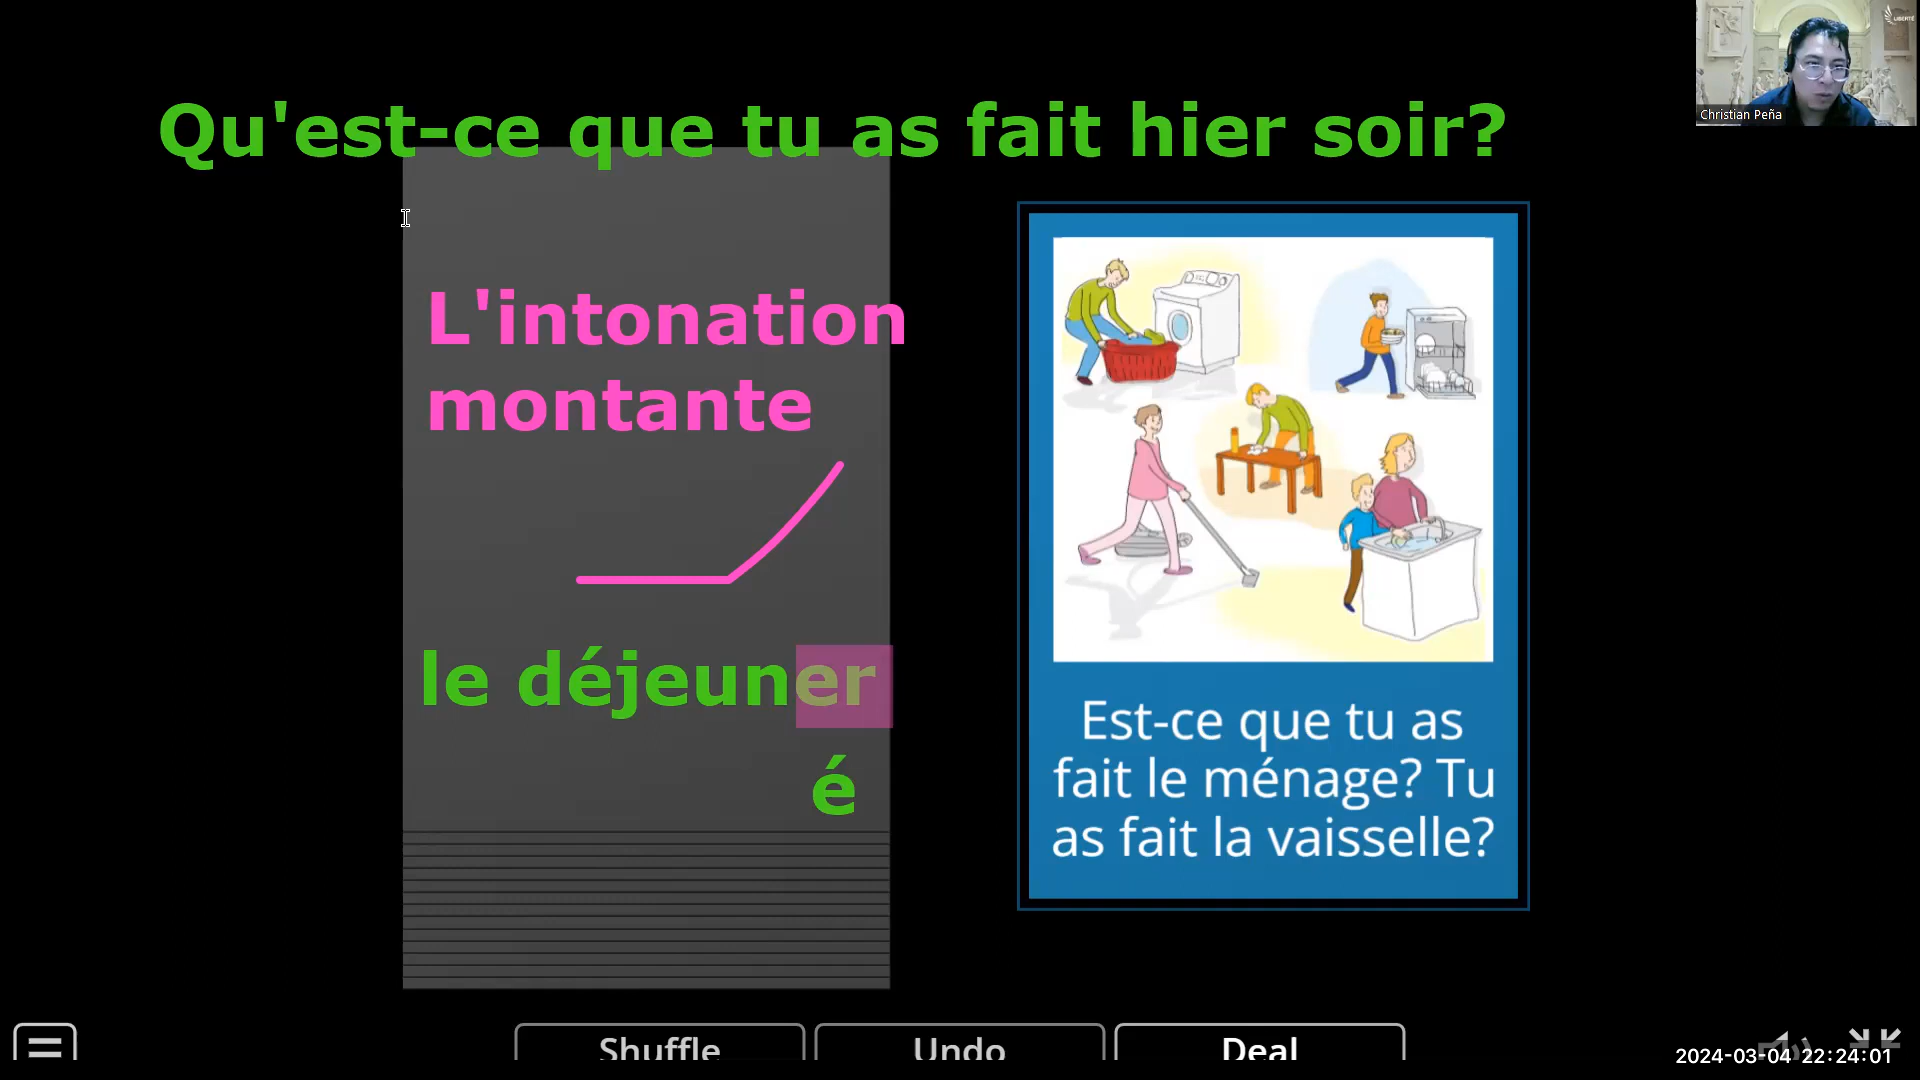 LIBERTÉ
Christian Peña
Qu'est-ce que tu as fait hier soir?
L'intonation
montante
le déjeuner
é
Est-ce que tu as
fait le ménage? Tu
as fait la vaisselle?
Shuffle
Undo
Deal
2024-03-04 22:24:01